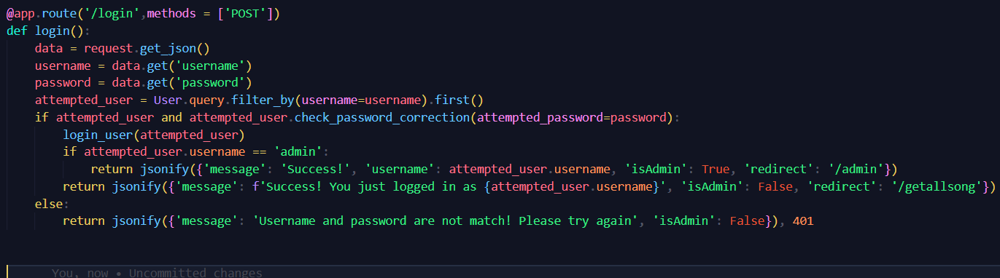 @app.route('/login',methods = ['POST'])
def login():
    data = request.get_json()
    username = data.get('username')
    password = data.get('password')
    attempted_user = User.query.filter_by(username=username).first()
    if attempted_user and attempted_user.check_password_correction(attempted_password=password):
        login_user(attempted_user)
        if attempted_user.username == 'admin':
            return jsonify({'message': 'Success!', 'username': attempted_user.username, 'isAdmin': True, 'redirect': '/admin'})
        return jsonify({'message': f'Success! You just logged in as {attempted_user.username}', 'isAdmin': False, 'redirect': '/getallsong'})
    else:
        return jsonify({'message': 'Username and password are not match! Please try again', 'isAdmin': False}), 401
You, now • Uncommitted changes